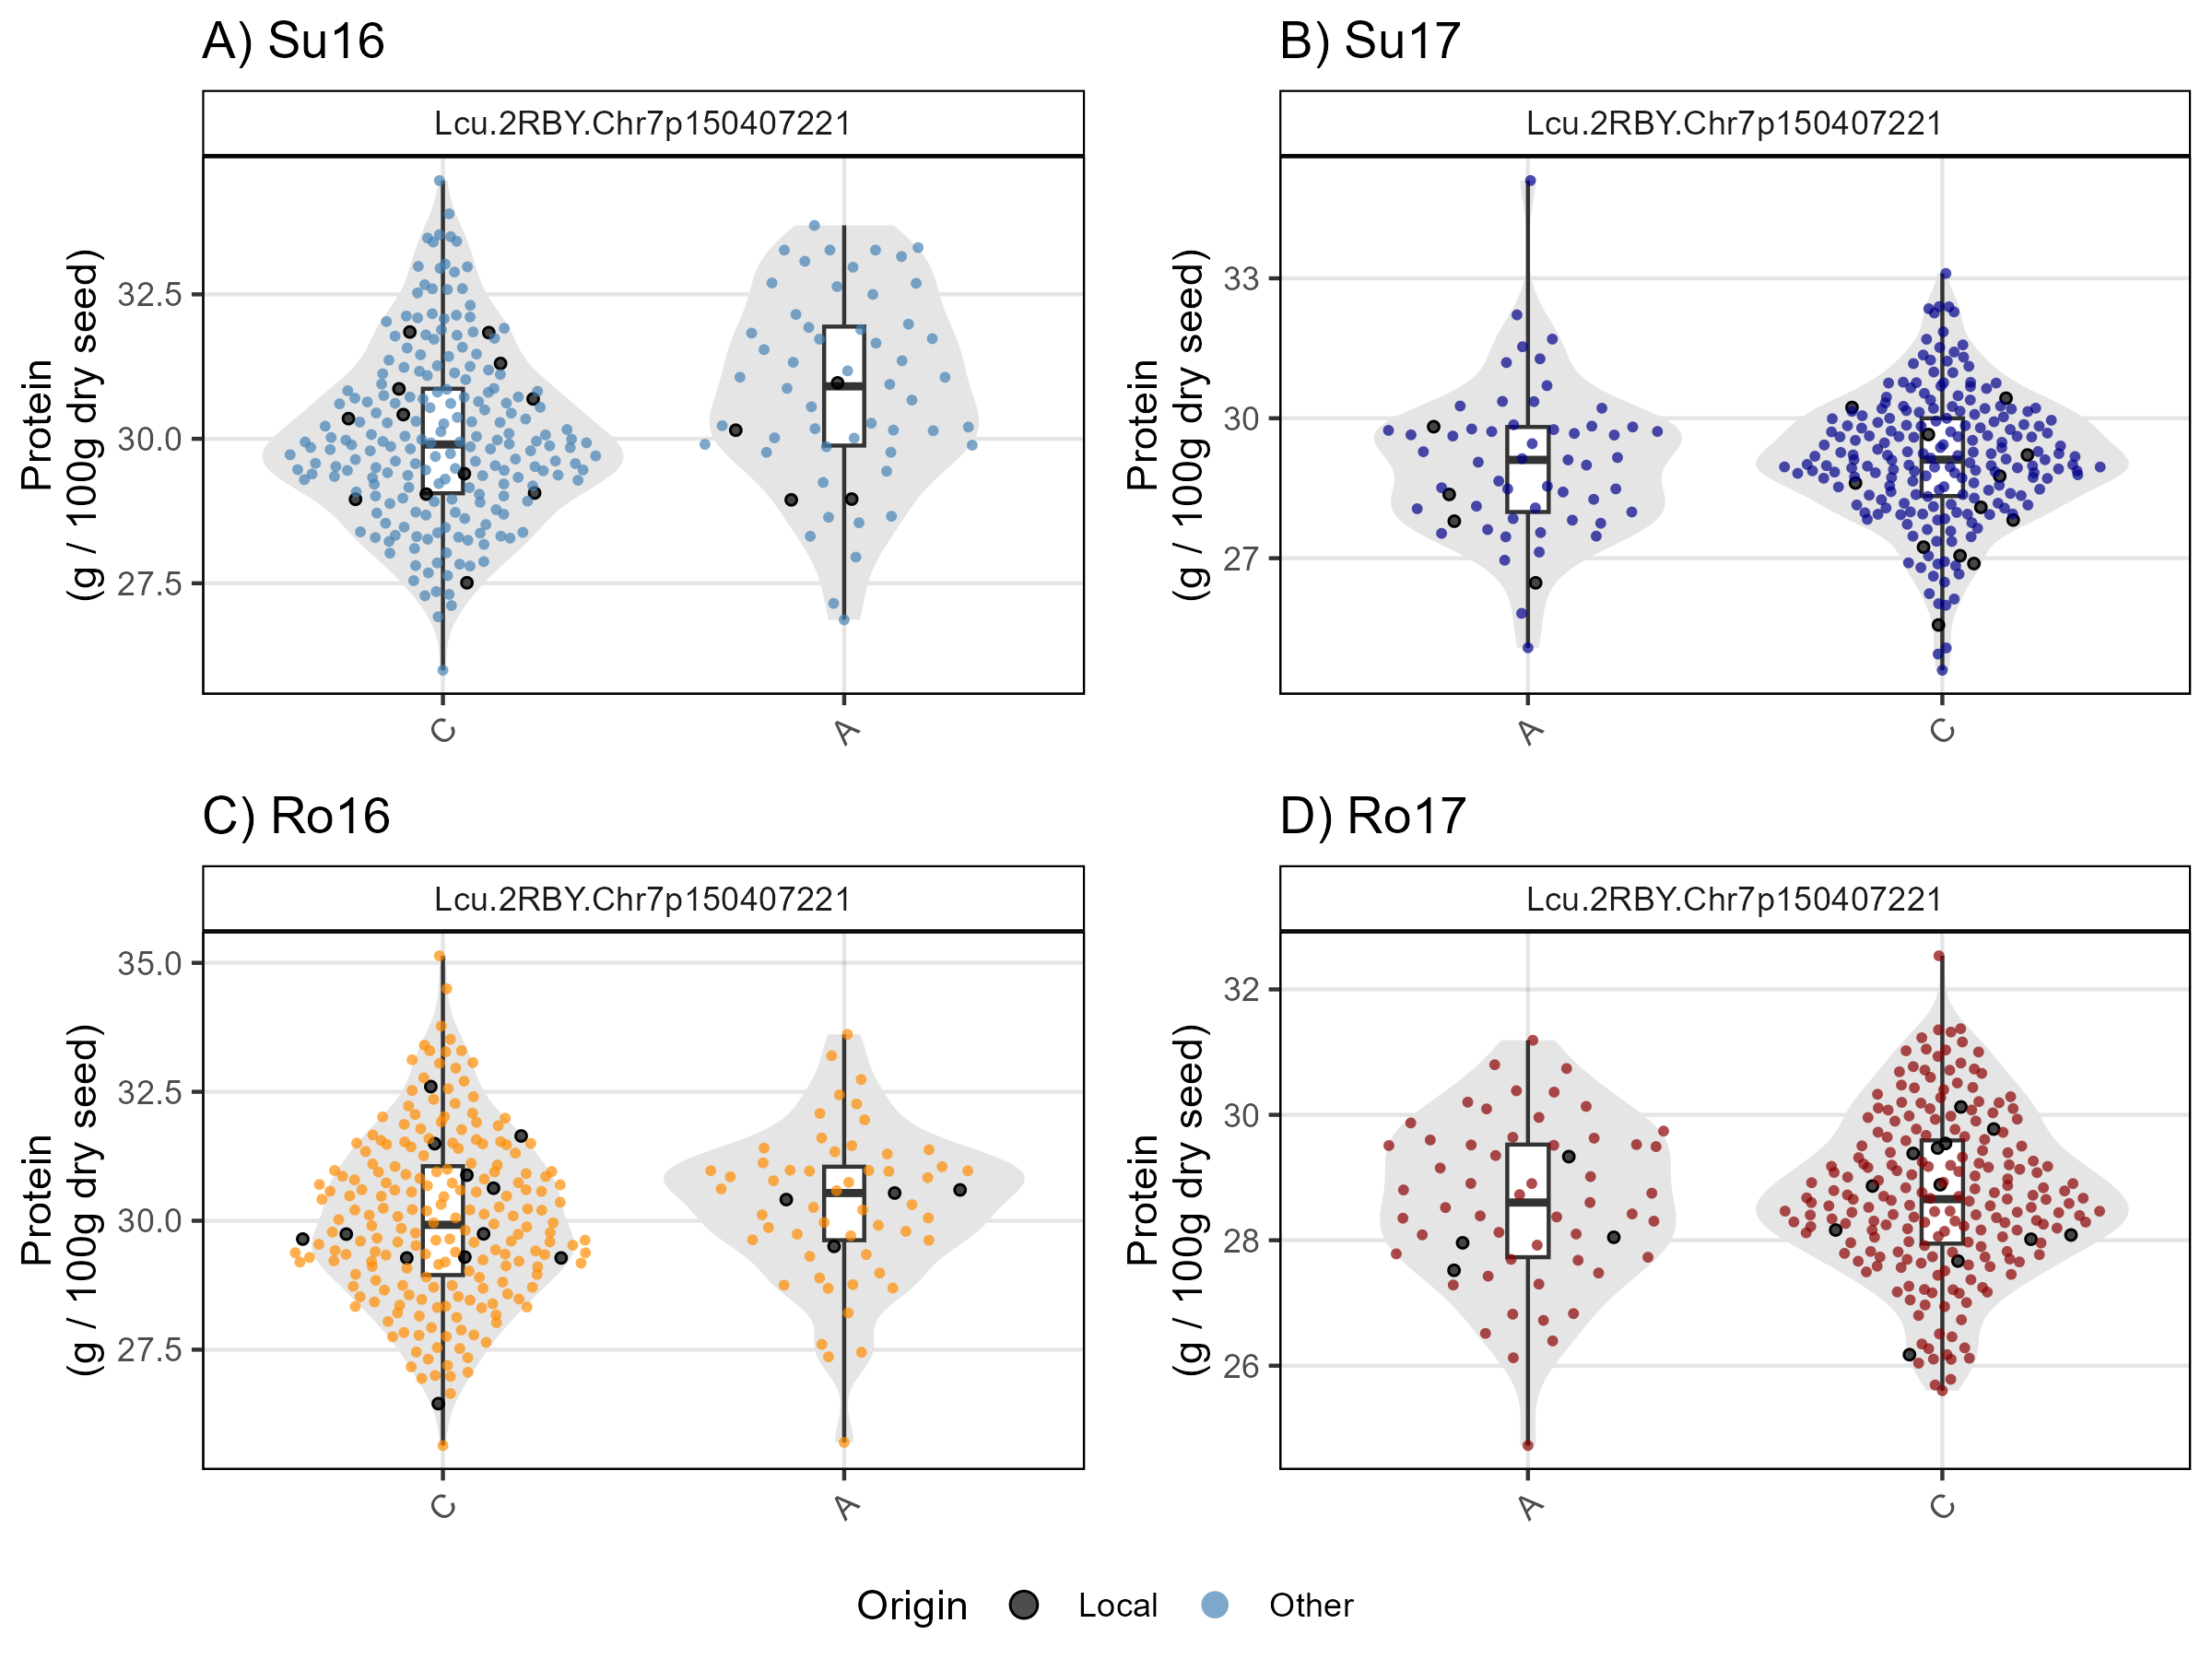 A) Su16
Lcu.2RBY.Chr7p150407221
Protein
(g / 100g dry seed)
32.5
30.0
27.5
C
A
B) Su17
Lcu.2RBY.Chr7p150407221
Protein
(g / 100g dry seed)
33
30
27
A
C
C) Ro16
Lcu.2RBY.Chr7p150407221
Protein
(g / 100g dry seed)
35.0
32.5
30.0
27.5
C
A
D) Ro17
Lcu.2RBY.Chr7p150407221
Protein
(g / 100g dry seed)
32
30
28
26
A
C
Origin Local Other